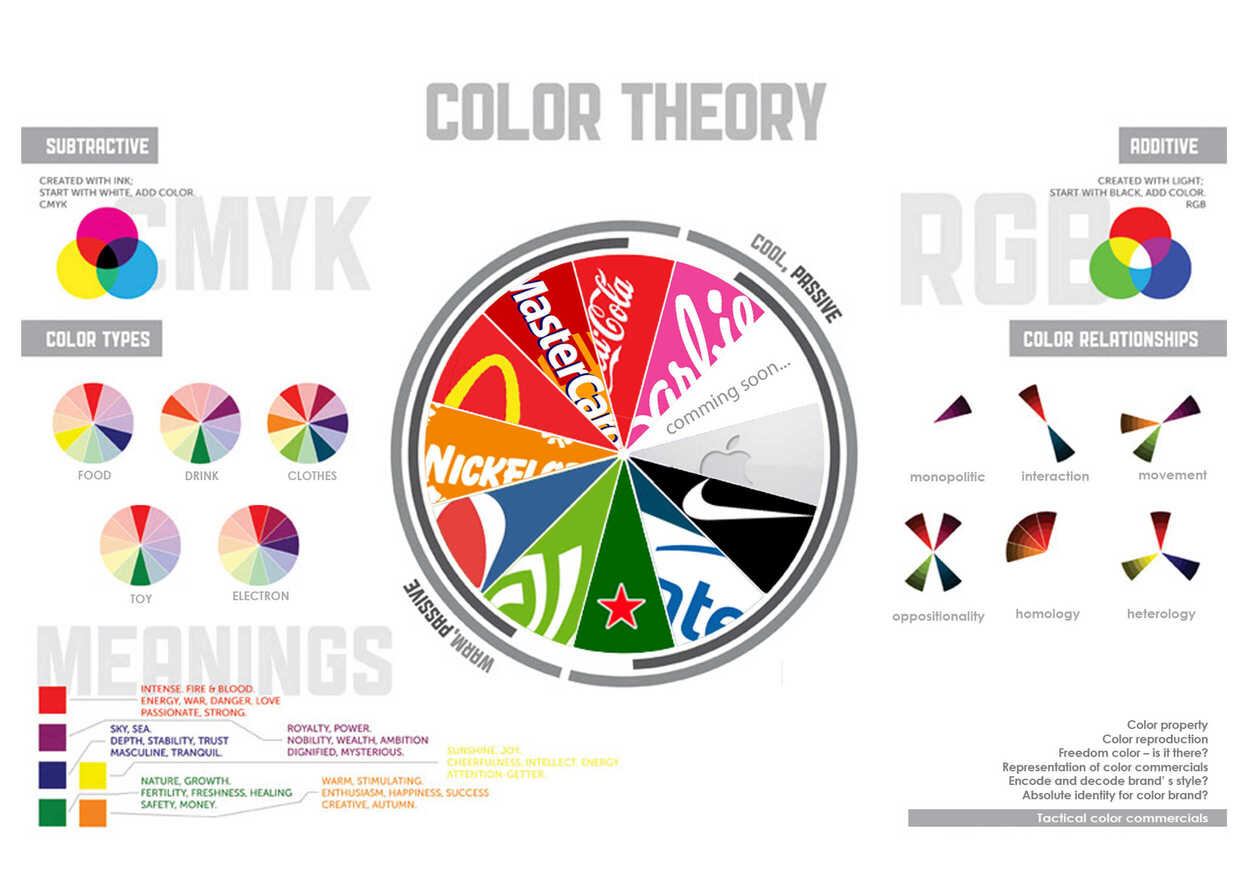 COLOR THEORY
SUBTRACTIVE
CREATED WITH INK;
START WITH WHITE, ADD COLOR.
CMYK
CMYK
ADDITIVE
CREATED WITH LIGHT;
START WITH BLACK, ADD COLOR.
RGB
RGB
COLOR TYPES
FOOD
DRINK
CLOTHES
TOY
ELECTRON
COOL, PASSIVE
WARM, PASSIVE
MasterCar
Coca-Cola
arbie
comming soon...
NICKEL
nte
COLOR RELATIONSHIPS
monopolitic
interaction
movement
oppositionality
homology
heterology
MEANINGS
INTENSE. FIRE & BLOOD.
ENERGY, WAR, DANGER, LOVE
PASSIONATE, STRONG.
SKY, SEA.
DEPTH, STABILITY, TRUST
MASCULINE, TRANQUIL.
ROYALTY, POWER.
NOBILITY, WEALTH, AMBITION
DIGNIFIED, MYSTERIOUS.
SUNSHINE, JOY.
CHEERFULNESS, INTELLECT, ENERGY
ATTENTION-GETTER.
NATURE, GROWTH.
FERTILITY, FRESHNESS, HEALING
SAFETY, MONEY.
WARM, STIMULATING.
ENTHUSIASM, HAPPINESS, SUCCESS
CREATIVE, AUTUMN.
Color property
Color reproduction
Freedom color – is it there?
Representation of color commercials
Encode and decode brand' s style?
Absolute identity for color brand?
Tactical color commercials